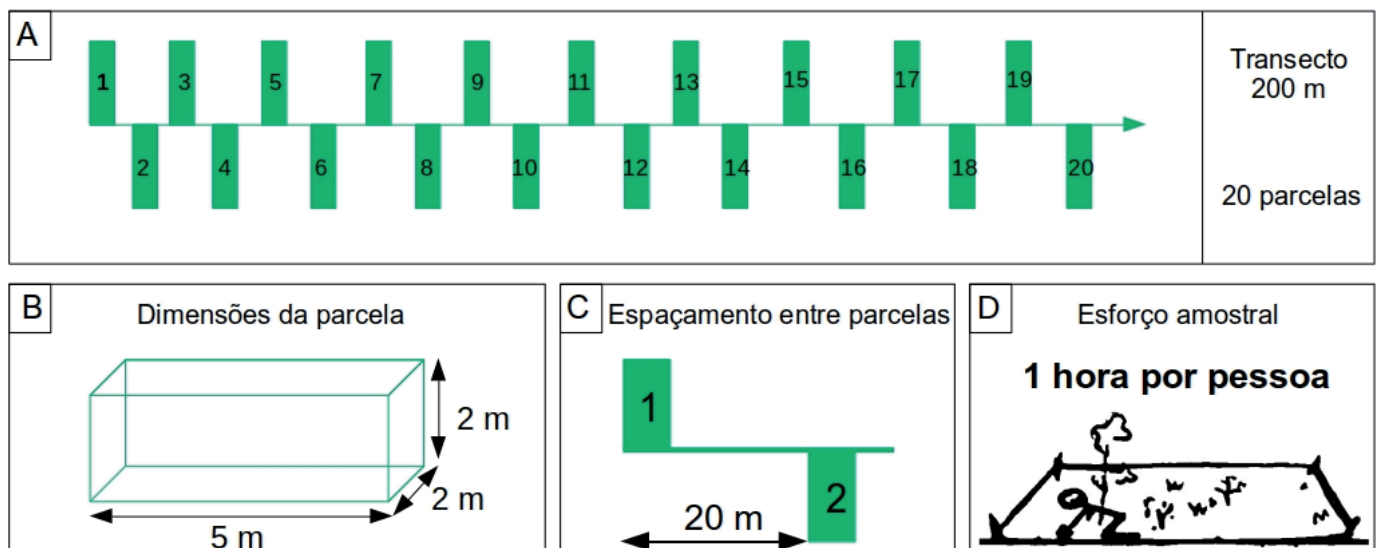 A
1
3
5
7
9
11
13
15
17
19
2
4
6
8
10
12
14
16
18
20
Transecto
200 m
20 parcelas
B
Dimensões da parcela
2 m
2 m
5 m
C
Espaçamento entre parcelas
1
2
20 m
D
Esforço amostral
1 hora por pessoa